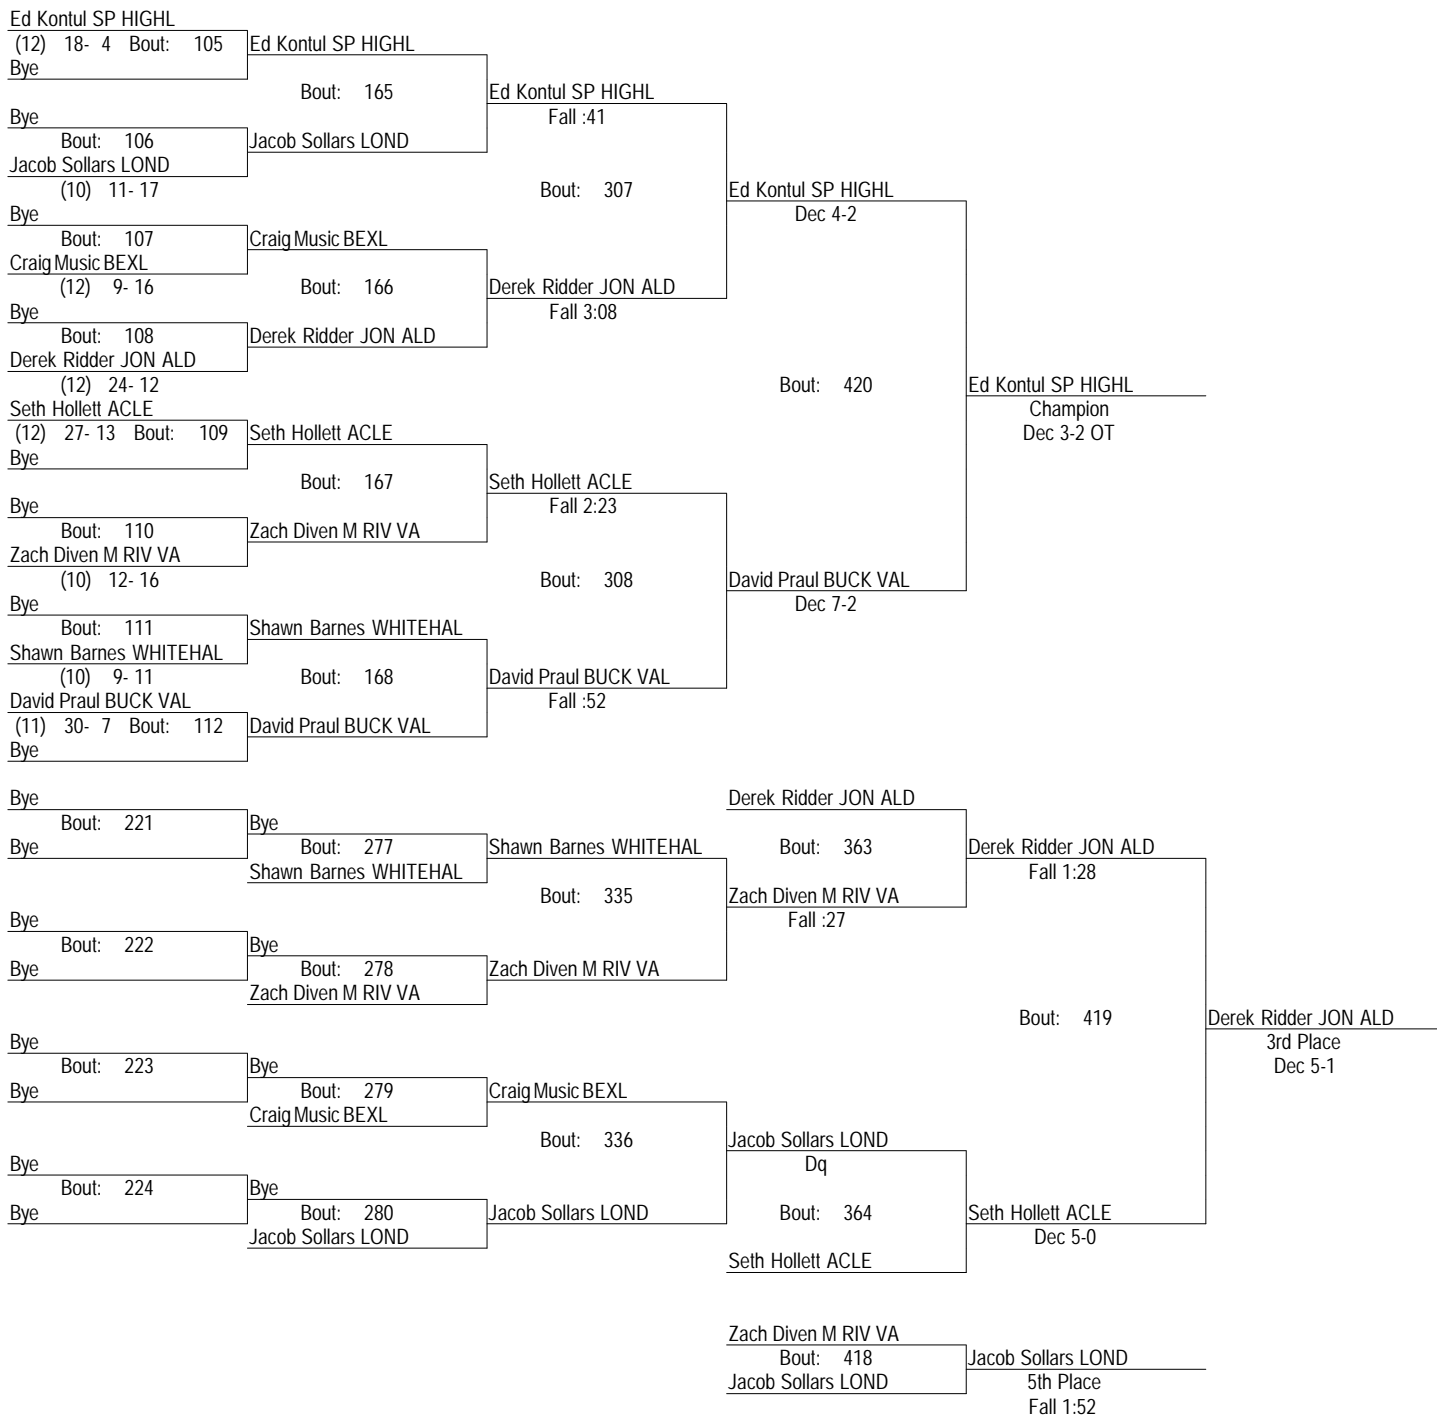 Ed Kontul SP HIGHL
(12) 18- 4 Bout: 105
Bye
Ed Kontul SP HIGHL
Bout: 165
Ed Kontul SP HIGHL
Fall :41
Bye
Bout: 106
Jacob Sollars LOND
Jacob Sollars LOND
(10) 11- 17
Bout: 307
Ed Kontul SP HIGHL
Dec 4-2
Bye
Bout: 107
Craig Music BEXL
Craig Music BEXL
(12) 9- 16
Bout: 166
Derek Ridder JON ALD
Fall 3:08
Bye
Bout: 108
Derek Ridder JON ALD
Derek Ridder JON ALD
(12) 24- 12
Bout: 420
Ed Kontul SP HIGHL
Champion
Dec 3-2 OT
Seth Hollett ACLE
(12) 27- 13 Bout: 109
Seth Hollett ACLE
Bye
Bout: 167
Seth Hollett ACLE
Fall 2:23
Bye
Bout: 110
Zach Diven M RIV VA
Zach Diven M RIV VA
(10) 12- 16
Bout: 308
David Praul BUCK VAL
Dec 7-2
Bye
Bout: 111
Shawn Barnes WHITEHAL
Shawn Barnes WHITEHAL
(10) 9- 11
Bout: 168
David Praul BUCK VAL
Fall :52
David Praul BUCK VAL
(11) 30- 7 Bout: 112
David Praul BUCK VAL
Bye
Bye
Bout: 221
Bye
Bye
Bout: 277
Shawn Barnes WHITEHAL
Shawn Barnes WHITEHAL
Derek Ridder JON ALD
Bout: 363
Derek Ridder JON ALD
Fall 1:28
Bout: 335
Zach Diven M RIV VA
Fall :27
Bye
Bout: 222
Bye
Bye
Bout: 278
Zach Diven M RIV VA
Zach Diven M RIV VA
Bout: 419
Derek Ridder JON ALD
3rd Place
Dec 5-1
Bye
Bout: 223
Bye
Bye
Bout: 279
Craig Music BEXL
Craig Music BEXL
Bout: 336
Jacob Sollars LOND
Dq
Bye
Bout: 224
Bye
Bye
Bout: 280
Jacob Sollars LOND
Jacob Sollars LOND
Bout: 364
Seth Hollett ACLE
Dec 5-0
Seth Hollett ACLE
Zach Diven M RIV VA
Bout: 418
Jacob Sollars LOND
Jacob Sollars LOND
5th Place
Fall 1:52